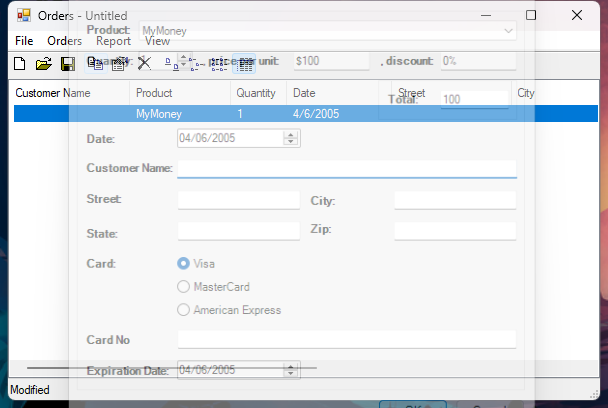 Orders - Untitled
Product: MyMoney
File Orders Report View
Quantity: 1 , price per unit: $100 , discount: 0%
Customer Name Product Quantity Date Street City
Total: 100
MyMoney 1 4/6/2005
Date: 04/06/2005
Customer Name:
Street: City:
State: Zip:
Card: Visa
MasterCard
American Express
Card No
Expiration Date: 04/06/2005
Modified